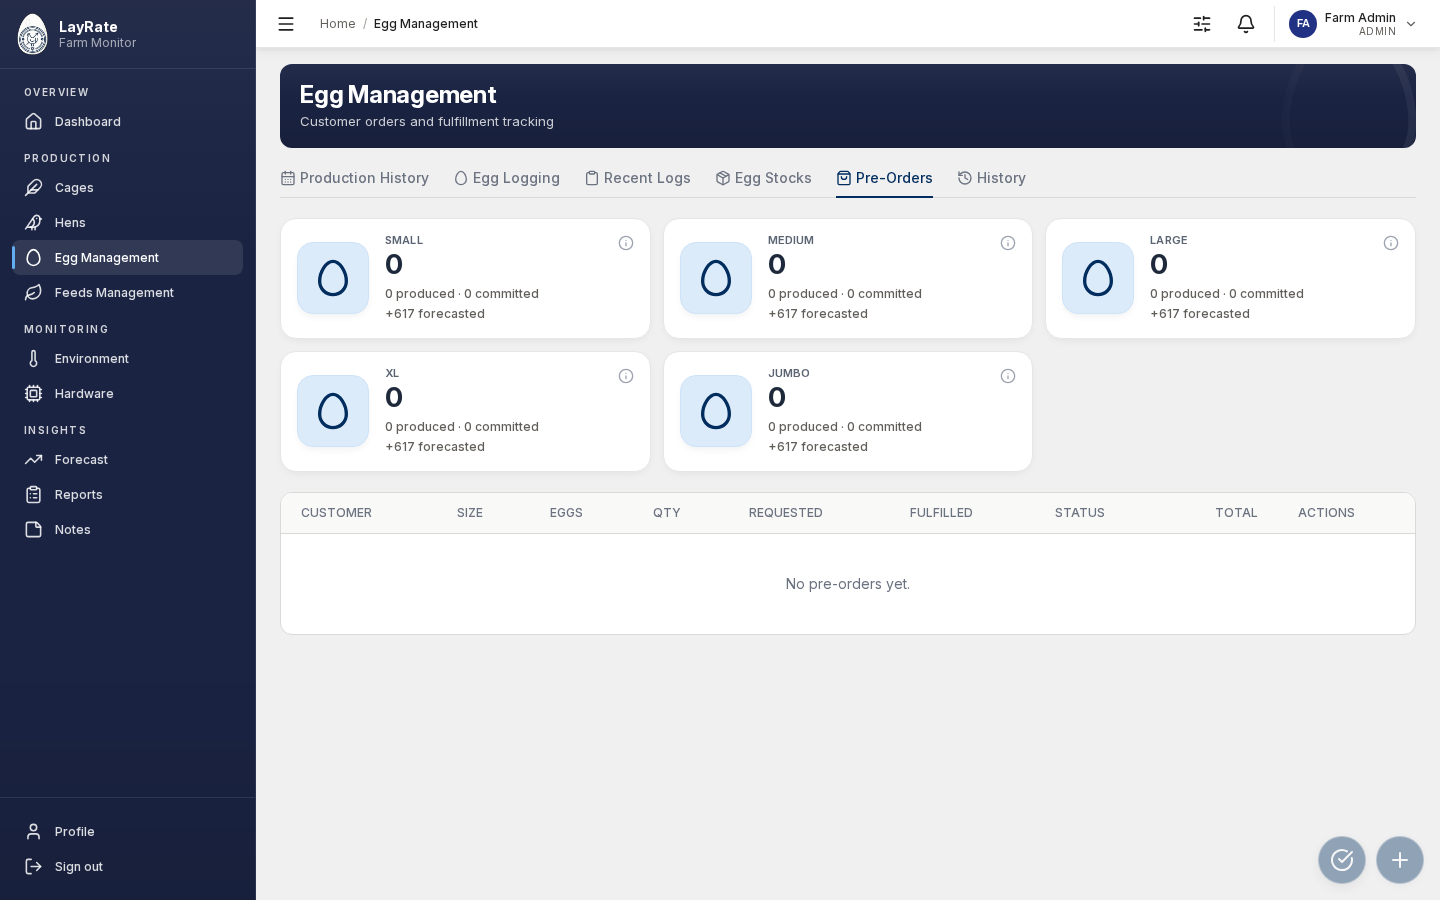 LayRate
Farm Monitor
OVERVIEW
Dashboard
PRODUCTION
Cages
Hens
Egg Management
Feeds Management
MONITORING
Environment
Hardware
INSIGHTS
Forecast
Reports
Notes
Profile
Sign out
Home / Egg Management
FA
Farm Admin
ADMIN
Egg Management
Customer orders and fulfillment tracking
Production History
Egg Logging
Recent Logs
Egg Stocks
Pre-Orders
History
SMALL
0
0 produced · 0 committed
+617 forecasted
MEDIUM
0
0 produced · 0 committed
+617 forecasted
LARGE
0
0 produced · 0 committed
+617 forecasted
XL
0
0 produced · 0 committed
+617 forecasted
JUMBO
0
0 produced · 0 committed
+617 forecasted
CUSTOMER SIZE EGGS QTY REQUESTED FULFILLED STATUS TOTAL ACTIONS
No pre-orders yet.